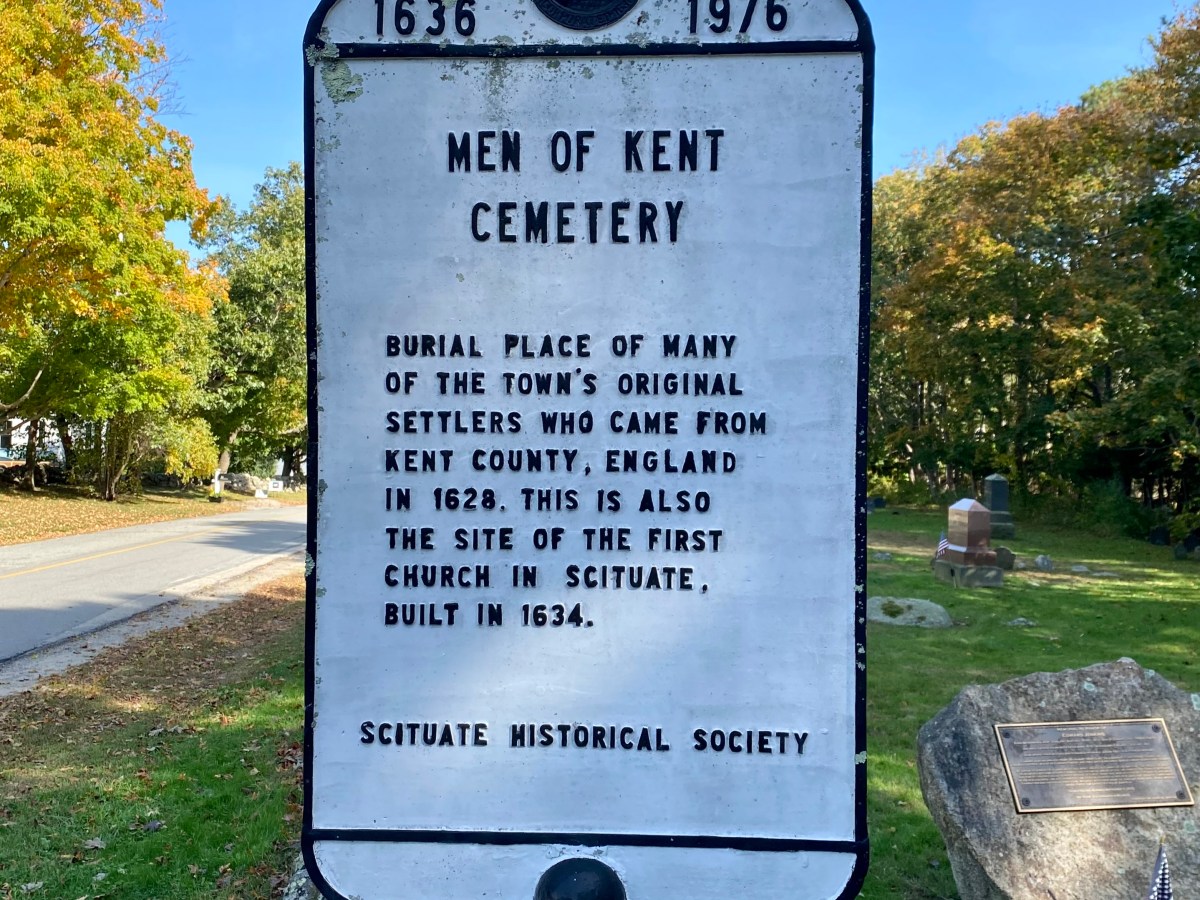 1636 1976
MEN OF KENT
CEMETERY
BURIAL PLACE OF MANY
OF THE TOWN'S ORIGINAL
SETTLERS WHO CAME FROM
KENT COUNTY, ENGLAND
IN 1628. THIS IS ALSO
THE SITE OF THE FIRST
CHURCH IN SCITUATE,
BUILT IN 1634.
SCITUATE HISTORICAL SOCIETY